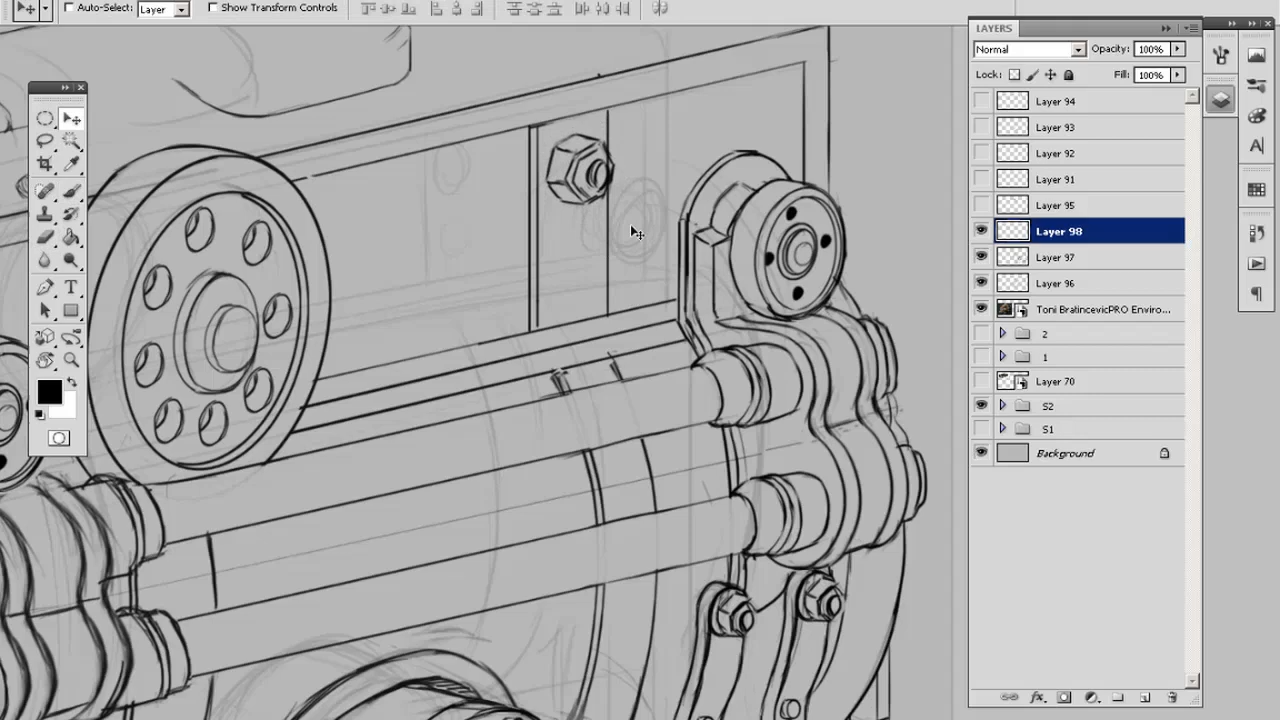 Auto-Select: Layer Show Transform Controls
LAYERS
Normal Opacity: 100%
Lock: Fill: 100%
Layer 94
Layer 93
Layer 92
Layer 91
Layer 95
Layer 98
Layer 97
Layer 96
Toni BratincevicPRO Enviro...
2
1
Layer 70
S2
S1
Background